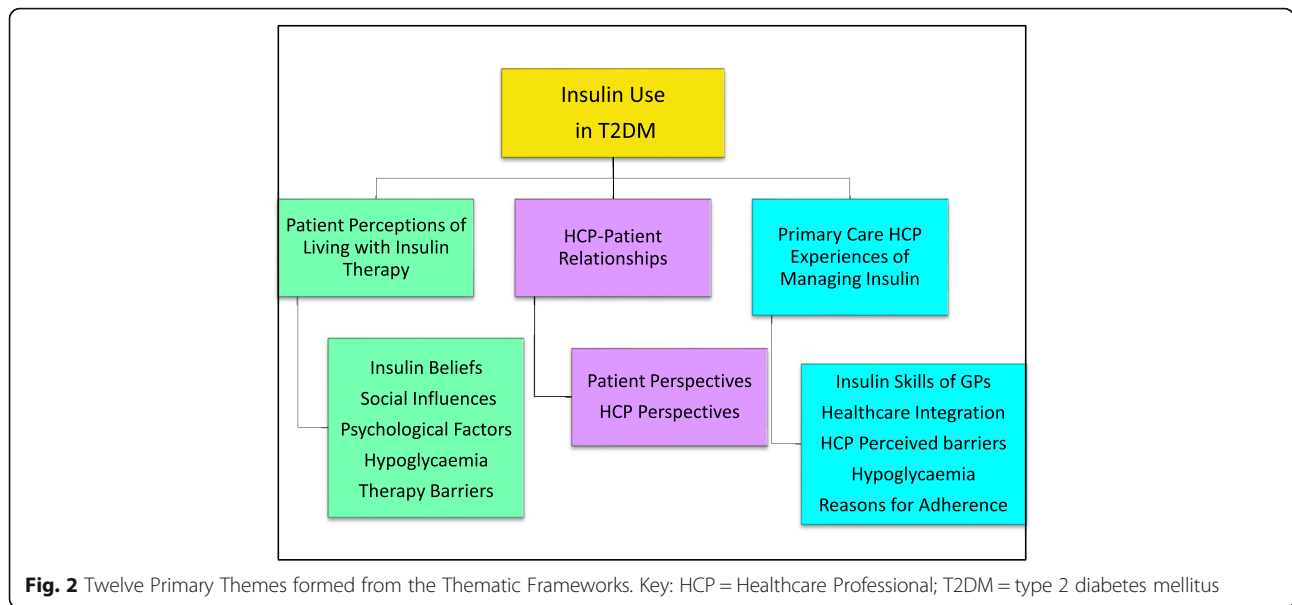 Insulin Use
in T2DM
Patient Perceptions of
Living with Insulin
Therapy
HCP-Patient
Relationships
Primary Care HCP
Experiences of
Managing Insulin
Insulin Beliefs
Social Influences
Psychological Factors
Hypoglycaemia
Therapy Barriers
Patient Perspectives
HCP Perspectives
Insulin Skills of GPs
Healthcare Integration
HCP Perceived barriers
Hypoglycaemia
Reasons for Adherence
Fig. 2 Twelve Primary Themes formed from the Thematic Frameworks. Key: HCP = Healthcare Professional; T2DM = type 2 diabetes mellitus